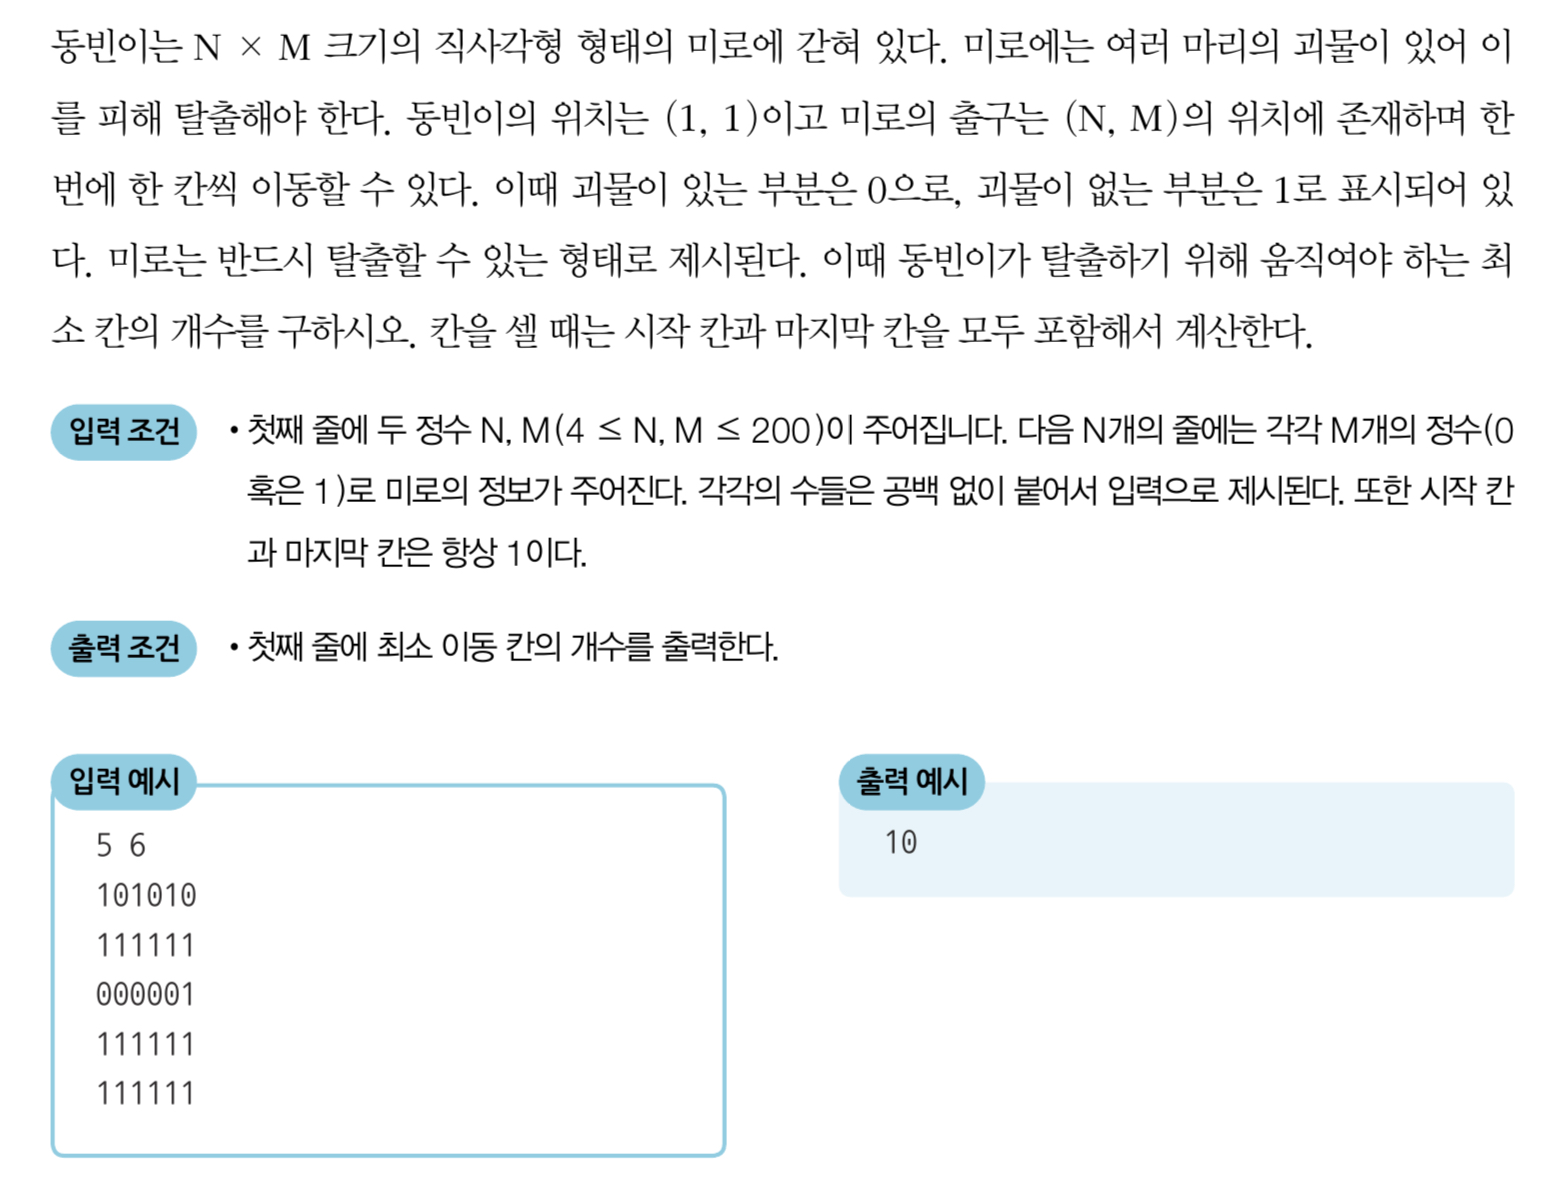 동빈이는 N × M 크기의 직사각형 형태의 미로에 갇혀 있다. 미로에는 여러 마리의 괴물이 있어 이
를 피해 탈출해야 한다. 동빈이의 위치는 (1, 1)이고 미로의 출구는 (N, M)의 위치에 존재하며 한
번에 한 칸씩 이동할 수 있다. 이때 괴물이 있는 부분은 0으로, 괴물이 없는 부분은 1로 표시되어 있
다. 미로는 반드시 탈출할 수 있는 형태로 제시된다. 이때 동빈이가 탈출하기 위해 움직여야 하는 최
소 칸의 개수를 구하시오. 칸을 셀 때는 시작 칸과 마지막 칸을 모두 포함해서 계산한다.
입력 조건 • 첫째 줄에 두 정수 N, M(4 ≤ N, M ≤ 200)이 주어집니다. 다음 N개의 줄에는 각각 M개의 정수(0
혹은 1)로 미로의 정보가 주어진다. 각각의 수들은 공백 없이 붙어서 입력으로 제시된다. 또한 시작 칸
과 마지막 칸은 항상 1이다.
출력 조건 • 첫째 줄에 최소 이동 칸의 개수를 출력한다.
입력 예시
5 6
101010
111111
000001
111111
111111
출력 예시
10